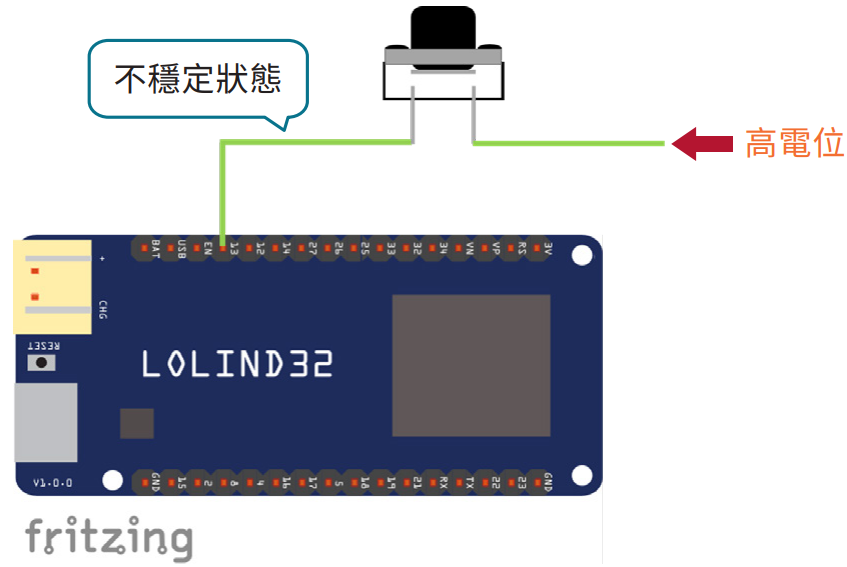 不穩定狀態
高電位
BAT
USB
EN
13
12
14
27
26
25
33
32
34
VN
VP
RS
3V
+
CHG
RESET
LOLIND32
V1.0.0
GND
15
2
8
4
16
17
5
18
19
21
RX
TX
22
23
GND
fritzing